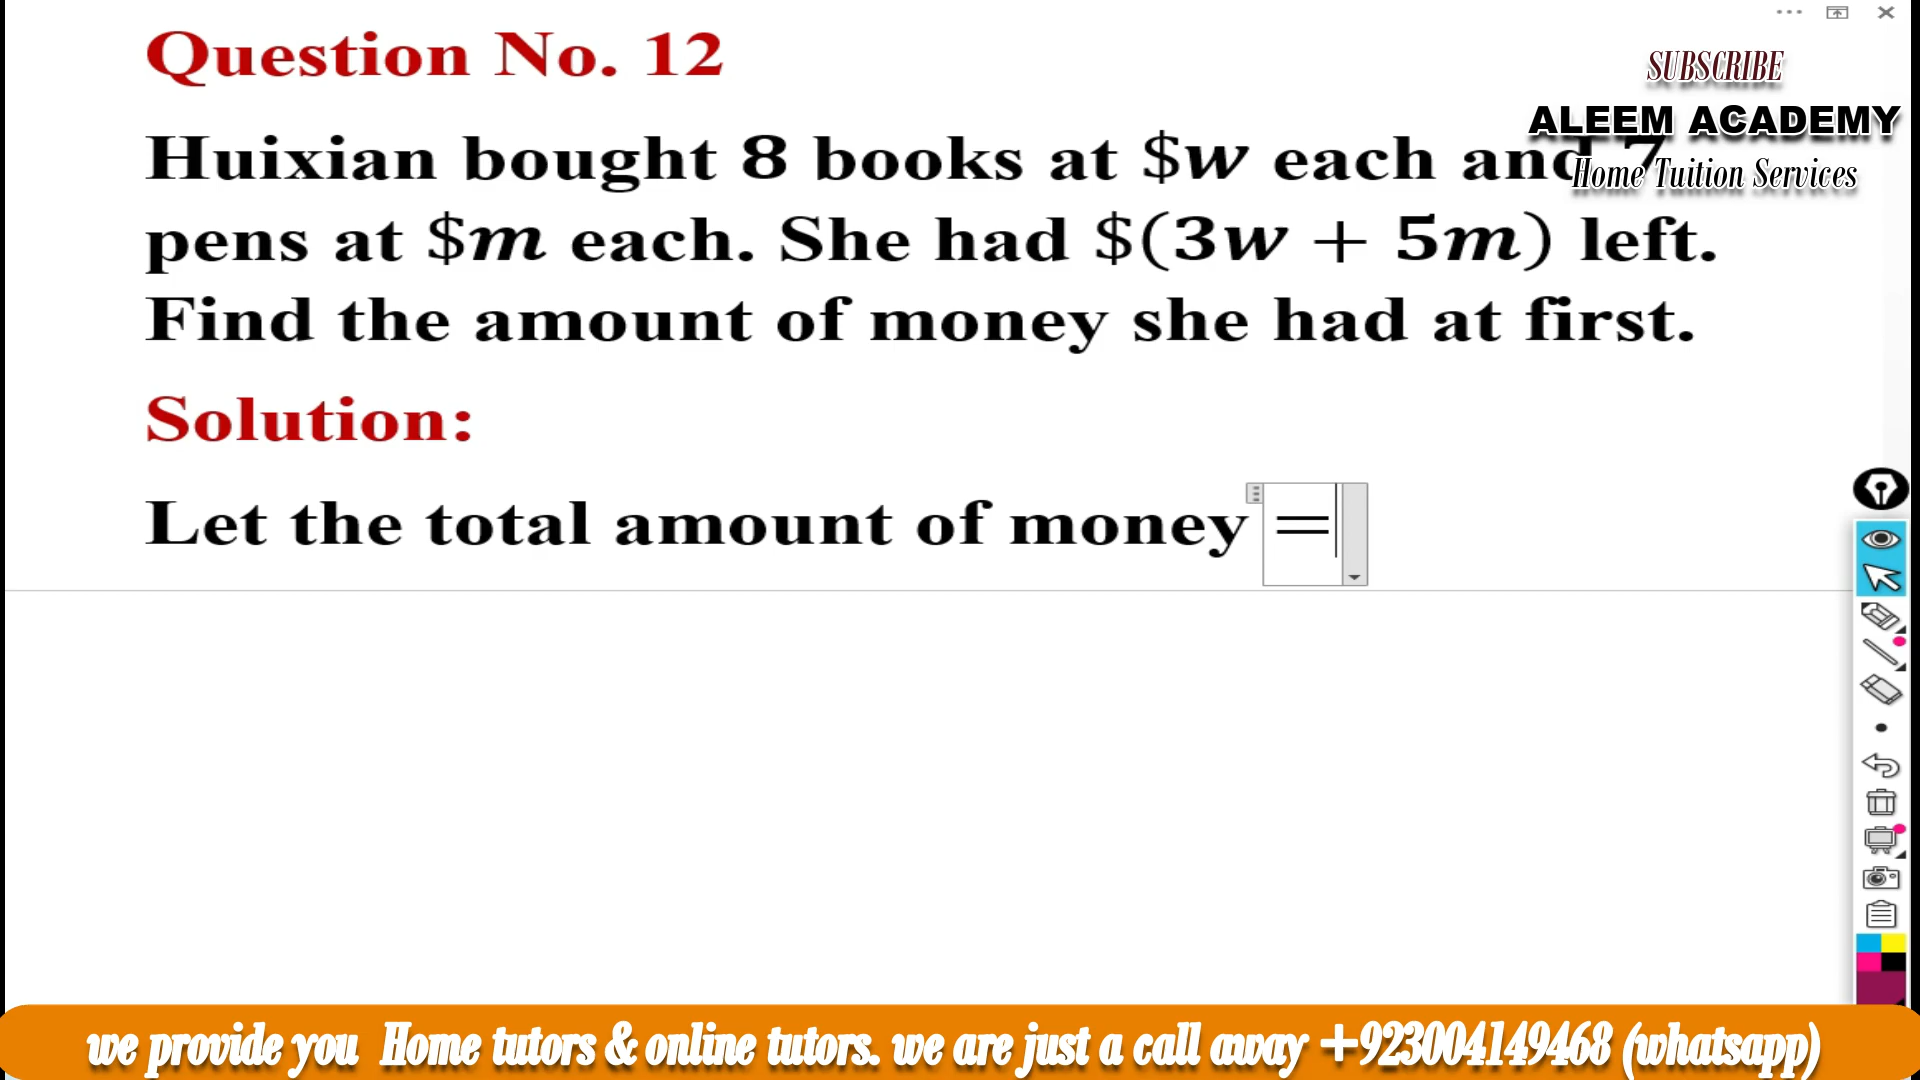 Question No. 12
SUBSCRIBE
ALEEM ACADEMY
Home Tuition Services
Huixian bought 8 books at $w each and 7
pens at $m each. She had $(3w + 5m) left.
Find the amount of money she had at first.
Solution:
Let the total amount of money =
we provide you Home tutors & online tutors. we are just a call away +923004149468 (whatsapp)